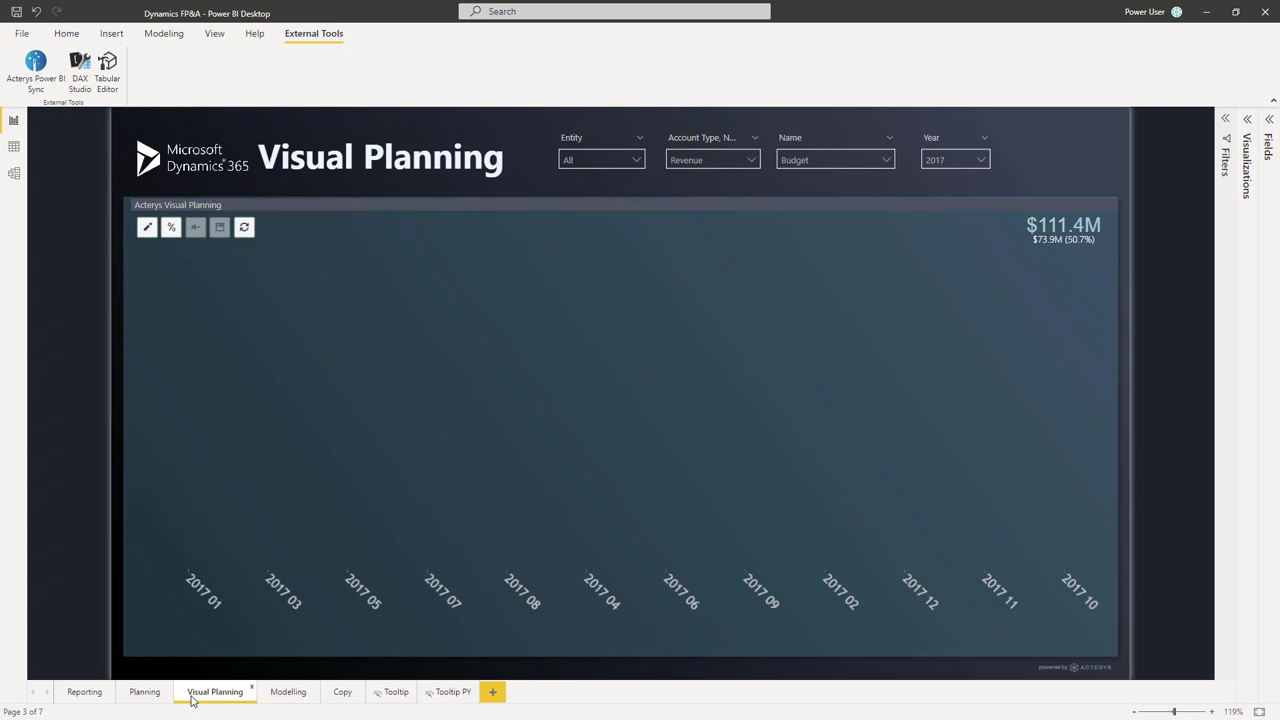 Dynamics FP&A - Power BI Desktop
Search
Power User
File Home Insert Modeling View Help External Tools
Acterys Power BI Sync
DAX Studio
Tabular Editor
External Tools
Microsoft
Dynamics 365
Visual Planning
Entity Account Type, N... Name Year
All Revenue Budget 2017
Filters
Visualizations
Fields
Acterys Visual Planning
%
$111.4M
$73.9M (50.7%)
2017 01 2017 03 2017 05 2017 07 2017 08 2017 04 2017 06 2017 09 2017 02 2017 12 2017 11 2017 10
powered by ACTERYS
Reporting Planning Visual Planning x Modelling Copy Tooltip Tooltip PY +
Page 3 of 7
- + 119%